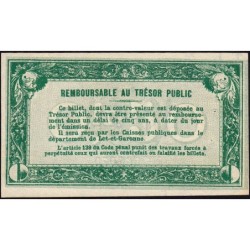 REMBOURSABLE AU TRÉSOR PUBLIC
Ce billet, dont la contre-valeur est déposée au
Trésor Public, devra être présenté au rembourse-
ment dans un délai de cinq ans, à dater du jour
de l'émission.
Il sera reçu par les Caisses publiques dans le
département de Lot-et-Garonne.
L'article 139 du Code pénal punit des travaux forcés à
perpétuité ceux qui auront contrefait ou falsifié les billets.